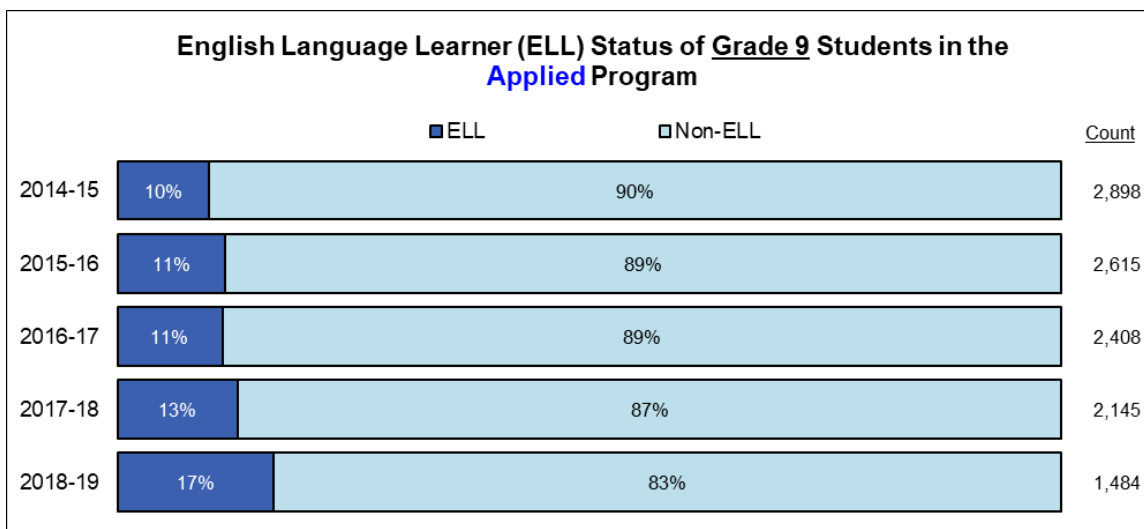 English Language Learner (ELL) Status of Grade 9 Students in the
Applied Program
ELL Non-ELL Count
2014-15 10% 90% 2,898
2015-16 11% 89% 2,615
2016-17 11% 89% 2,408
2017-18 13% 87% 2,145
2018-19 17% 83% 1,484